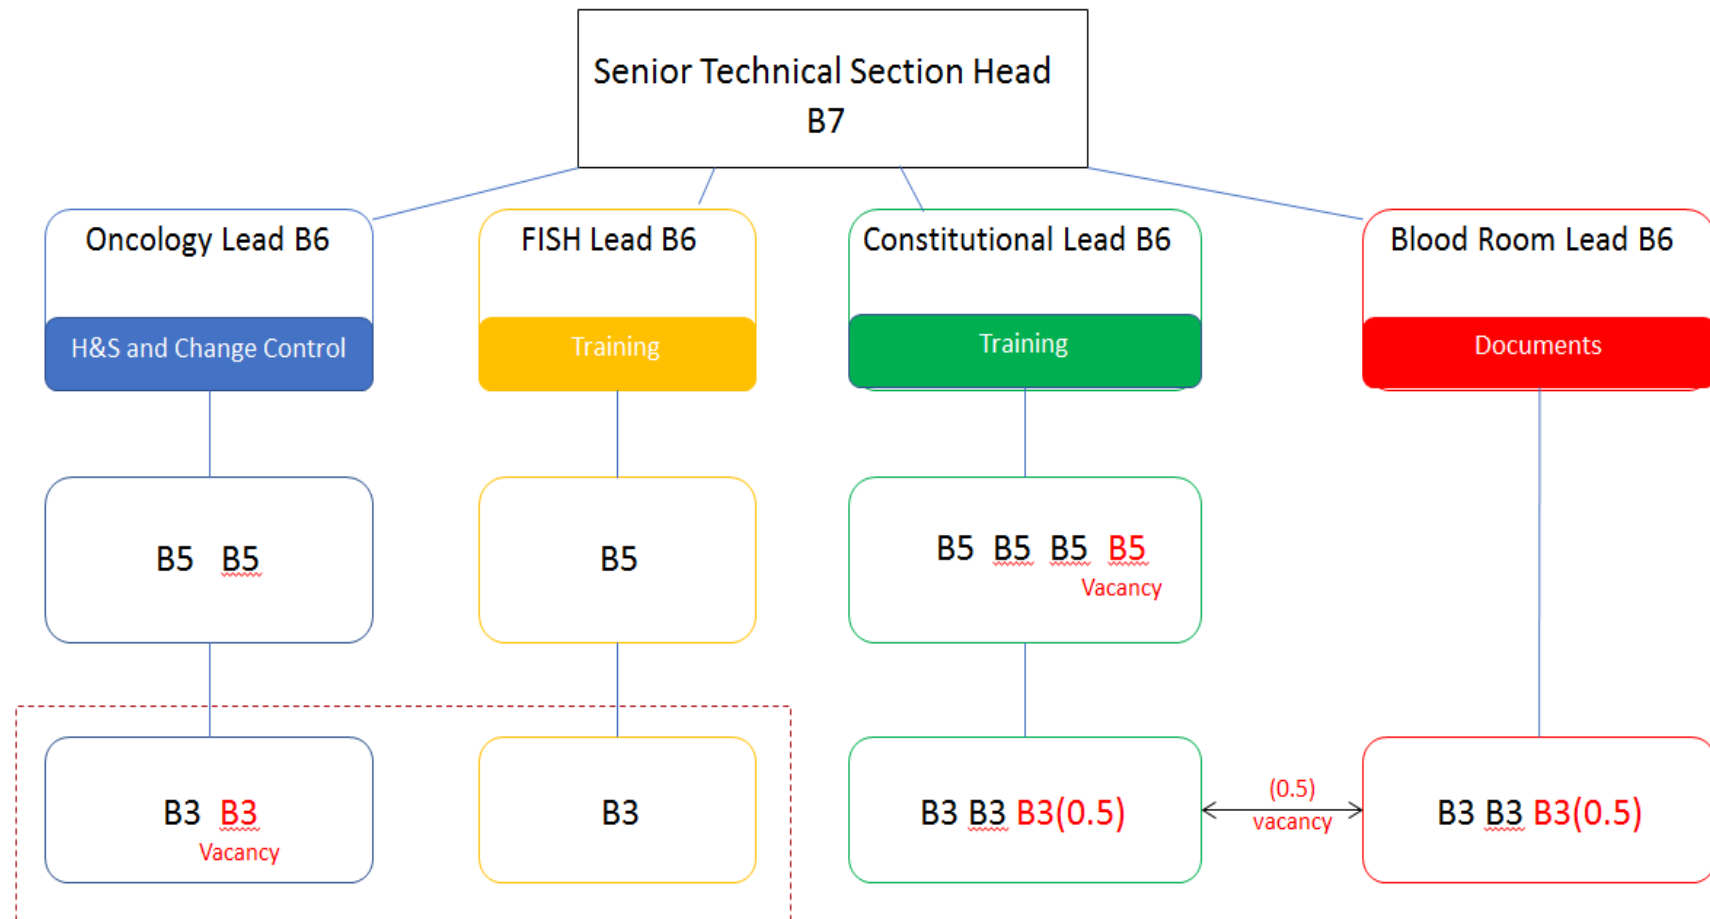 Senior Technical Section Head
B7
Oncology Lead B6
H&S and Change Control
FISH Lead B6
Training
Constitutional Lead B6
Training
Blood Room Lead B6
Documents
B5 B5
B5
B5 B5 B5 B5
Vacancy
B3 B3
Vacancy
B3
B3 B3 B3(0.5)
(0.5)
vacancy
B3 B3 B3(0.5)